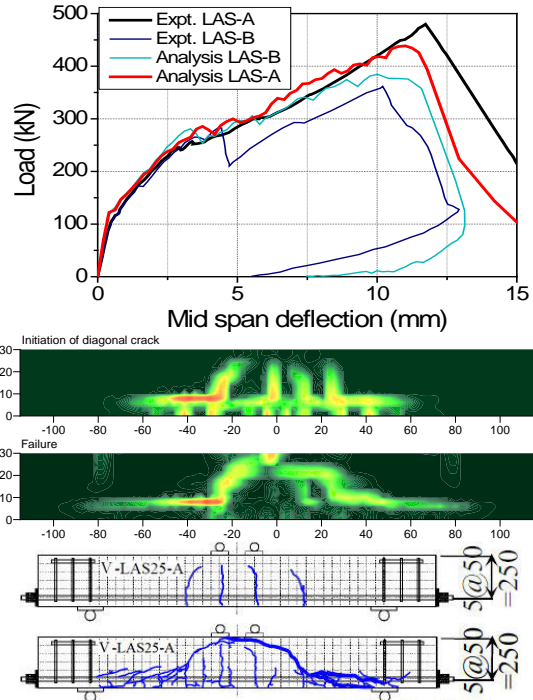 500
400
300
200
100
0
Load (kN)
Expt. LAS-A
Expt. LAS-B
Analysis LAS-B
Analysis LAS-A
0 5 10 15
Mid span deflection (mm)
Initiation of diagonal crack
30
20
10
0
-100 -80 -60 -40 -20 0 20 40 60 80 100
Failure
30
20
10
0
-100 -80 -60 -40 -20 0 20 40 60 80 100
V-LAS25-A
5@50
=250
V-LAS25-A
5@50
=250